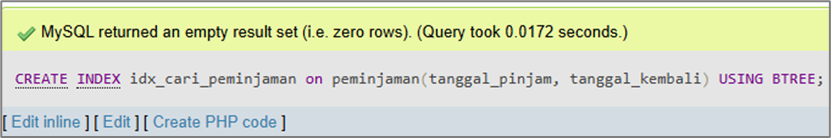 MySQL returned an empty result set (i.e. zero rows). (Query took 0.0172 seconds.)
CREATE INDEX idx_cari_peminjaman on peminjaman(tanggal_pinjam, tanggal_kembali) USING BTREE;
[ Edit inline ] [ Edit ] [ Create PHP code ]